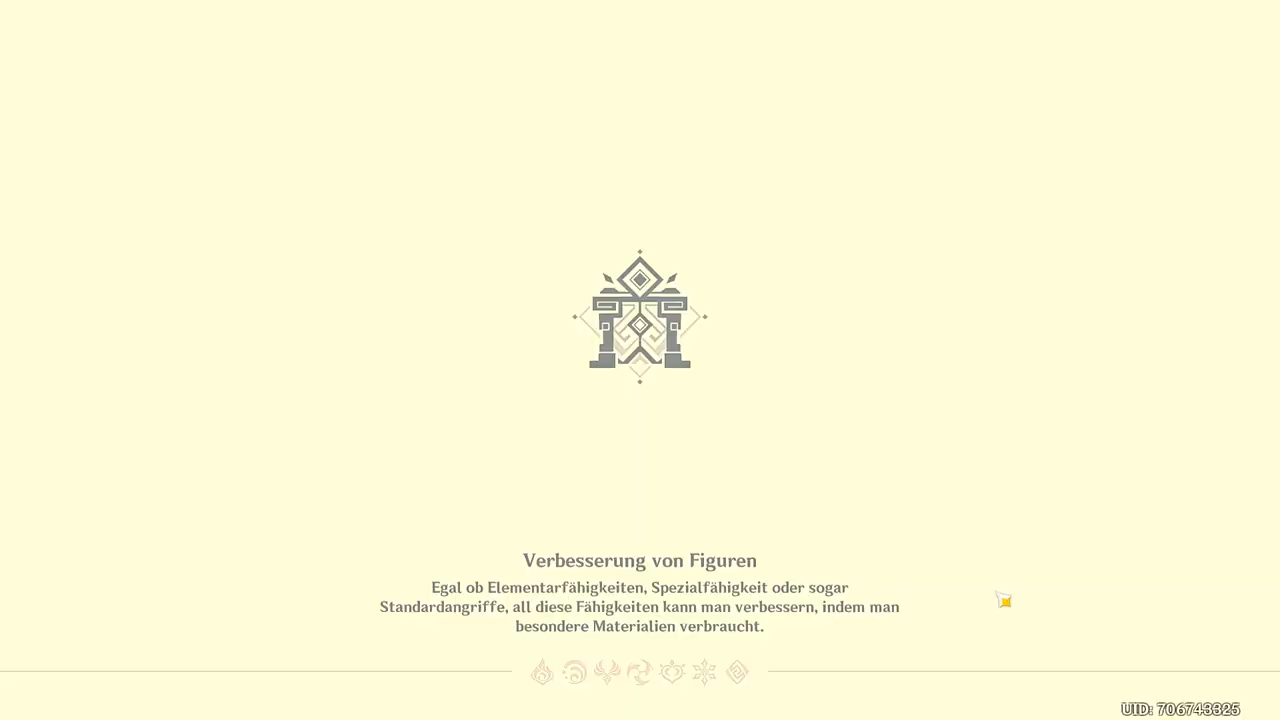 Verbesserung von Figuren
Egal ob Elementarfähigkeiten, Spezialfähigkeit oder sogar
Standardangriffe, all diese Fähigkeiten kann man verbessern, indem man
besondere Materialien verbraucht.
UID: 706743325